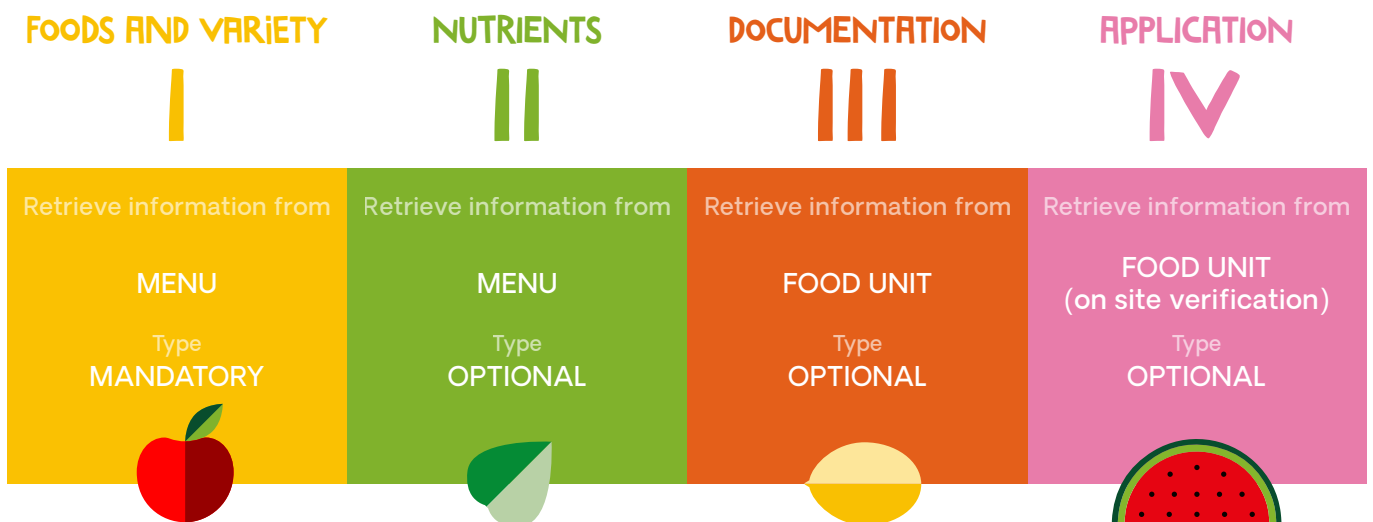 FOODS AND VARIETY
I
Retrieve information from
MENU
Type
MANDATORY
NUTRIENTS
II
Retrieve information from
MENU
Type
OPTIONAL
DOCUMENTATION
III
Retrieve information from
FOOD UNIT
Type
OPTIONAL
APPLICATION
IV
Retrieve information from
FOOD UNIT
(on site verification)
Type
OPTIONAL